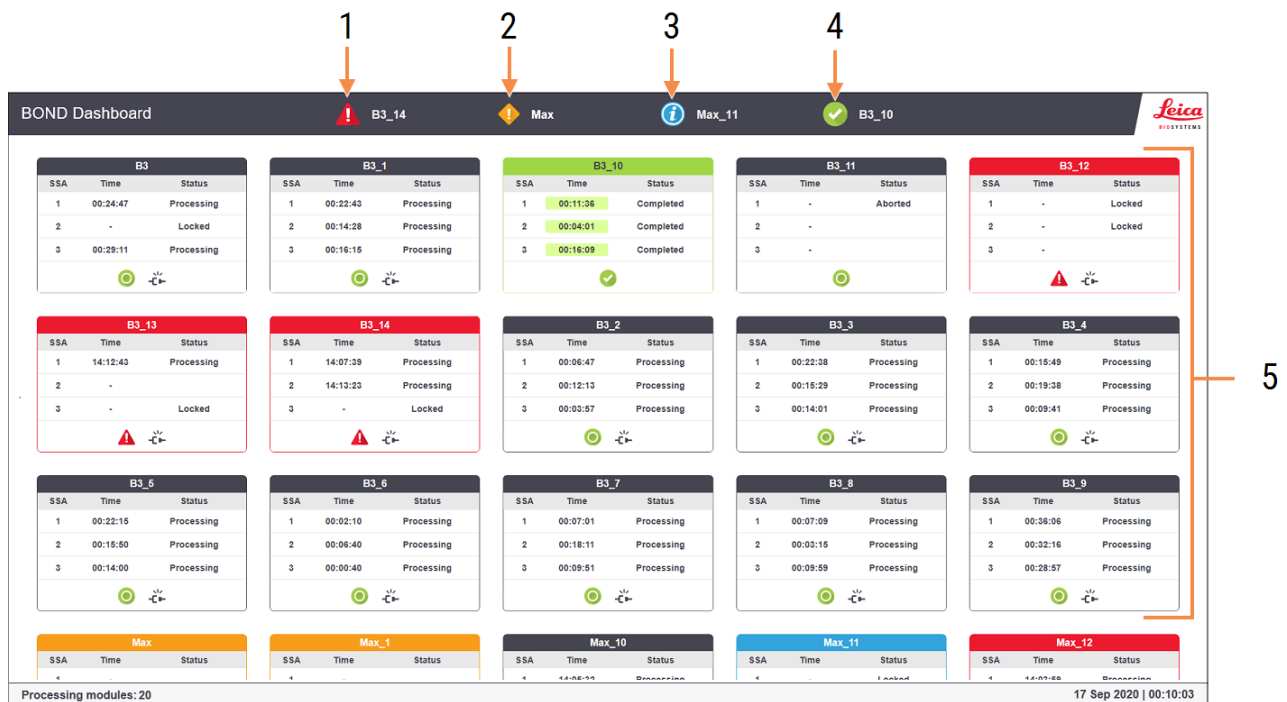 1 2 3 4
BOND Dashboard B3_14 Max Max_11 B3_10 Leica
BIOSYSTEMS
B3 B3_1 B3_10 B3_11 B3_12
SSA Time Status SSA Time Status SSA Time Status SSA Time Status SSA Time Status
1 00:24:47 Processing 1 00:22:43 Processing 1 00:11:36 Completed 1 - Aborted 1 - Locked
2 - Locked 2 00:14:28 Processing 2 00:04:01 Completed 2 - 2 - Locked
3 00:29:11 Processing 3 00:16:15 Processing 3 00:16:09 Completed 3 - 3 -
B3_13 B3_14 B3_2 B3_3 B3_4
SSA Time Status SSA Time Status SSA Time Status SSA Time Status SSA Time Status
1 14:12:43 Processing 1 14:07:39 Processing 1 00:06:47 Processing 1 00:22:38 Processing 1 00:15:49 Processing
2 - 2 14:13:23 Processing 2 00:12:13 Processing 2 00:15:29 Processing 2 00:19:38 Processing
3 - Locked 3 - Locked 3 00:03:57 Processing 3 00:14:01 Processing 3 00:09:41 Processing
5
B3_5 B3_6 B3_7 B3_8 B3_9
SSA Time Status SSA Time Status SSA Time Status SSA Time Status SSA Time Status
1 00:22:15 Processing 1 00:02:10 Processing 1 00:07:01 Processing 1 00:07:09 Processing 1 00:36:06 Processing
2 00:15:50 Processing 2 00:06:40 Processing 2 00:18:11 Processing 2 00:03:15 Processing 2 00:32:16 Processing
3 00:14:00 Processing 3 00:00:40 Processing 3 00:09:51 Processing 3 00:09:59 Processing 3 00:28:57 Processing
Max Max_1 Max_10 Max_11 Max_12
SSA Time Status SSA Time Status SSA Time Status SSA Time Status SSA Time Status
1 - 1 - 1 Processing 1 - Locked 1 Processing
Processing modules: 20 17 Sep 2020 | 00:10:03